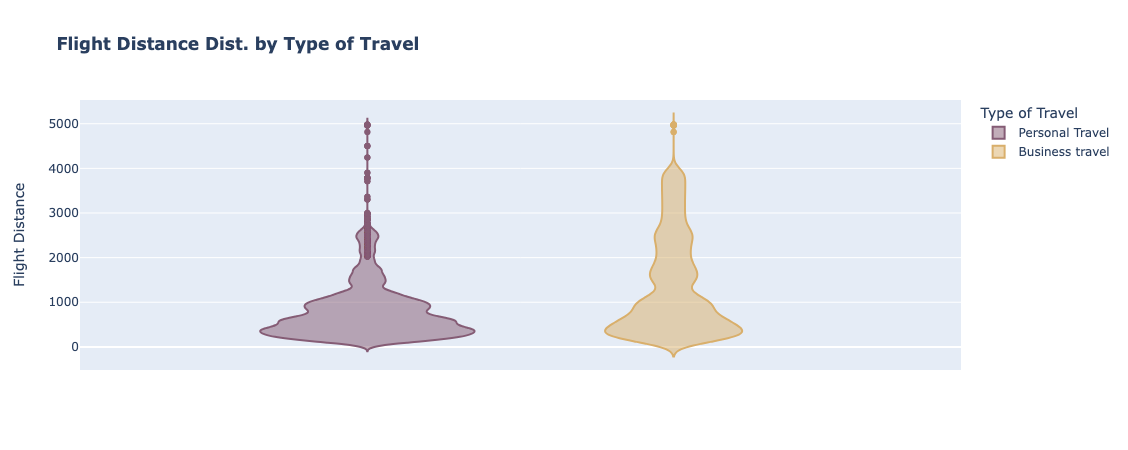 Flight Distance Dist. by Type of Travel
Flight Distance
5000
4000
3000
2000
1000
0
Type of Travel
Personal Travel
Business travel